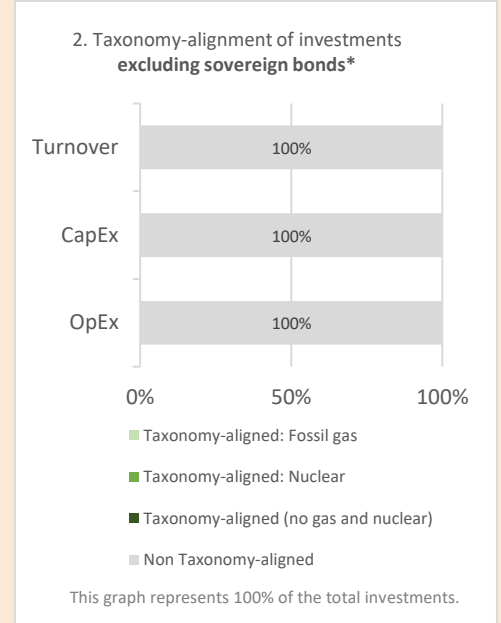 2. Taxonomy-alignment of investments
excluding sovereign bonds*
Turnover
100%
CapEx
100%
OpEx
100%
0%
50%
100%
Taxonomy-aligned: Fossil gas
Taxonomy-aligned: Nuclear
Taxonomy-aligned (no gas and nuclear)
Non Taxonomy-aligned
This graph represents 100% of the total investments.